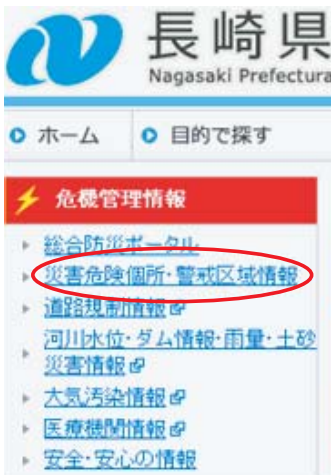 長崎県
Nagasaki Prefectura
ホーム 目的で探す
危機管理情報
総合防災ポータル
災害危険個所・警戒区域情報
道路規制情報
河川水位・ダム情報・雨量・土砂
災害情報
大気汚染情報
医療機関情報
安全・安心の情報